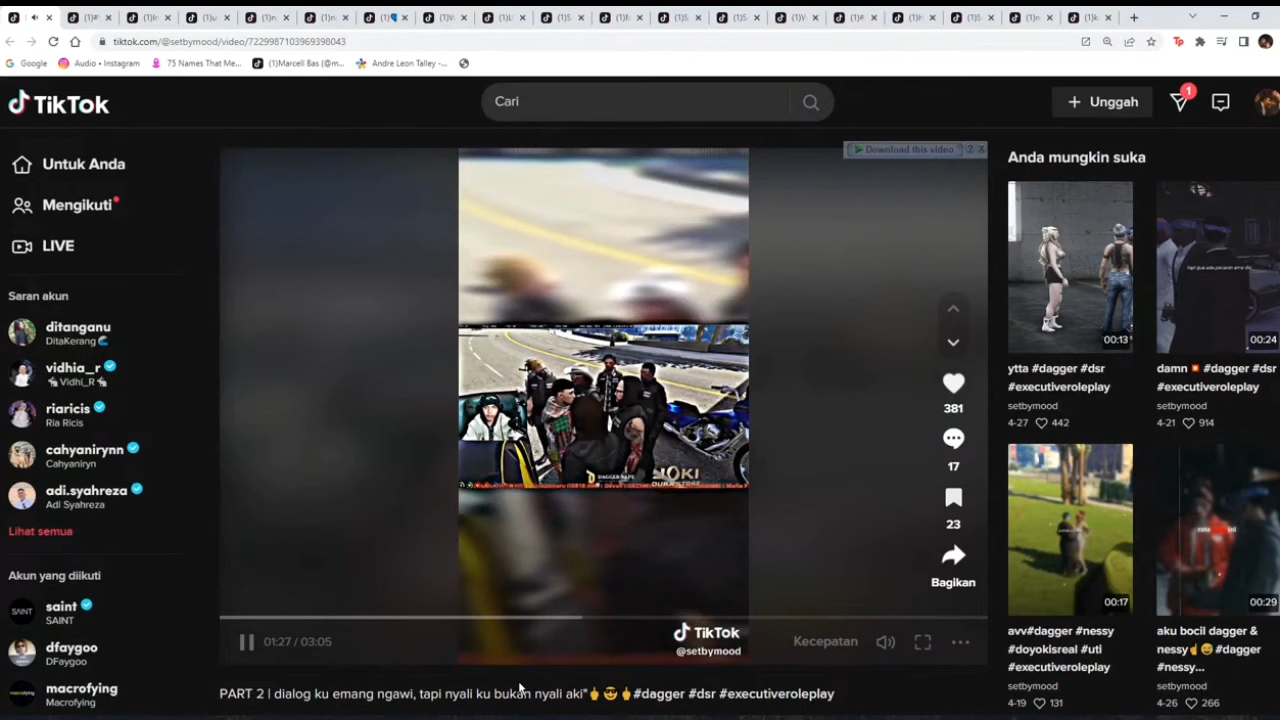 tiktok.com/@setbymood/video/7229987103969398043
Google
Audio • Instagram
75 Names That Me...
(1)Marcell Bas (@m...
Andre Leon Talley -...
TikTok
Cari
Unggah
1
Untuk Anda
Mengikuti
LIVE
Saran akun
ditanganu
DitaKerang
vidhia_r
Vidhi_R
riaricis
Ria Ricis
cahyanirynn
Cahyaniryn
adi.syahreza
Adi Syahreza
Lihat semua
Akun yang diikuti
SAINT
saint
SAINT
dfaygoo
DFaygoo
macrofying
Macrofying
Download this video
381
17
23
Bagikan
01:27 / 03:05
TikTok
@setbymood
Kecepatan
PART 2 | dialog ku emang ngawi, tapi nyali ku bukan nyali aki"🖕😎🖕#dagger #dsr #executiveroleplay
Anda mungkin suka
00:13
ytta #dagger #dsr
#executiveroleplay
setbymood
4-27 442
00:24
damn💥 #dagger #dsr
#executiveroleplay
setbymood
4-21 914
00:17
avv#dagger #nessy
#doyokisreal #uti
#executiveroleplay
setbymood
4-19 131
00:29
aku bocil dagger &
nessy☝😅 #dagger
#nessy...
setbymood
4-26 266